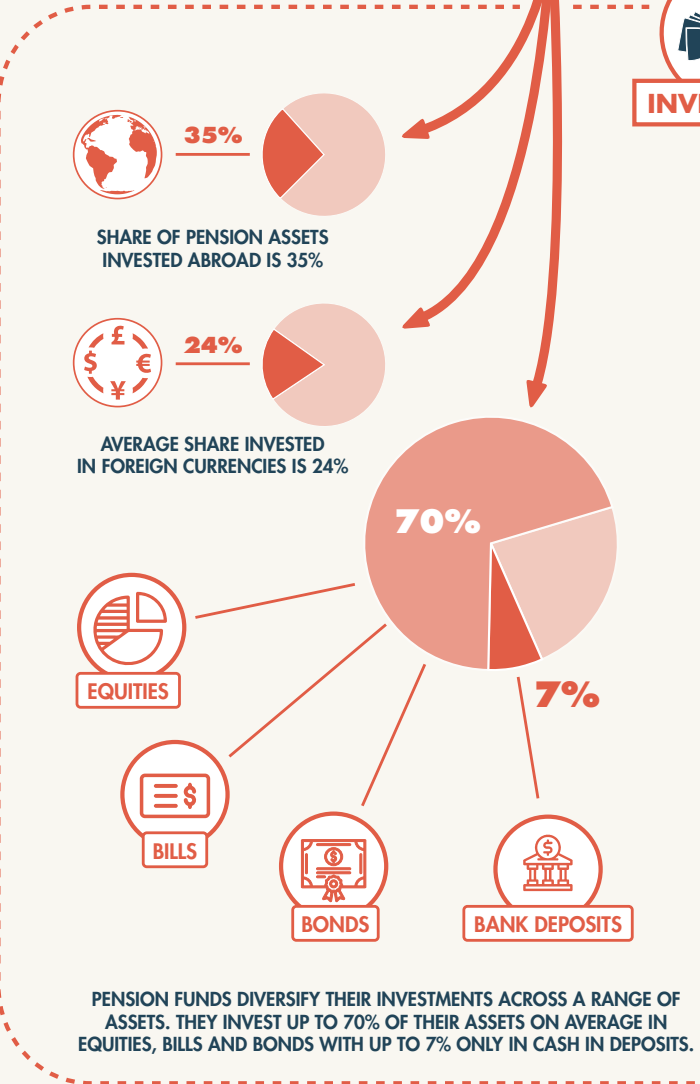 INV
35%
SHARE OF PENSION ASSETS
INVESTED ABROAD IS 35%
£
$ €
¥
24%
AVERAGE SHARE INVESTED
IN FOREIGN CURRENCIES IS 24%
70%
7%
EQUITIES
$
BILLS
$
BONDS
$
BANK DEPOSITS
PENSION FUNDS DIVERSIFY THEIR INVESTMENTS ACROSS A RANGE OF
ASSETS. THEY INVEST UP TO 70% OF THEIR ASSETS ON AVERAGE IN
EQUITIES, BILLS AND BONDS WITH UP TO 7% ONLY IN CASH IN DEPOSITS.